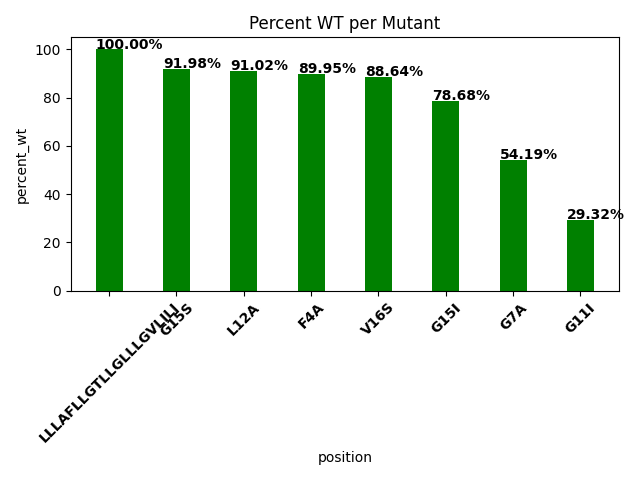 Percent WT per Mutant
percent_wt
100
80
60
40
20
0
100.00%
91.98%
91.02%
89.95%
88.64%
78.68%
54.19%
29.32%
LLLAFLLGTLLGLLLGVLILI
G15S
L12A
F4A
V16S
G15I
G7A
G11I
position